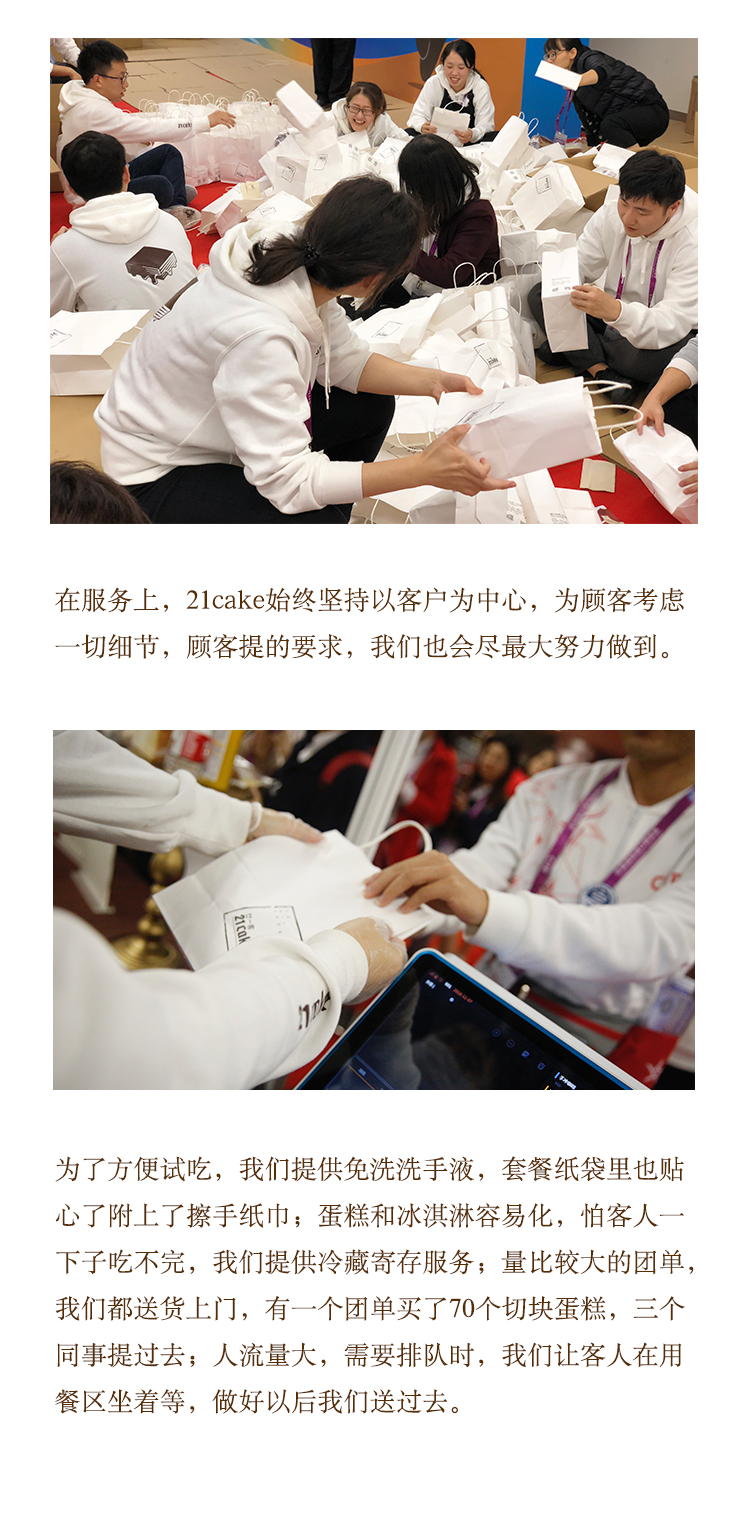 在服务上，21cake始终坚持以客户为中心，为顾客考虑
一切细节，顾客提的要求，我们也会尽最大努力做到。
21cake
为了方便试吃，我们提供免洗洗手液，套餐纸袋里也贴
心了附上了擦手纸巾；蛋糕和冰淇淋容易化，怕客人一
下子吃不完，我们提供冷藏寄存服务；量比较大的团单，
我们都送货上门，有一个团单买了70个切块蛋糕，三个
同事提过去；人流量大，需要排队时，我们让客人在用
餐区坐着等，做好以后我们送过去。